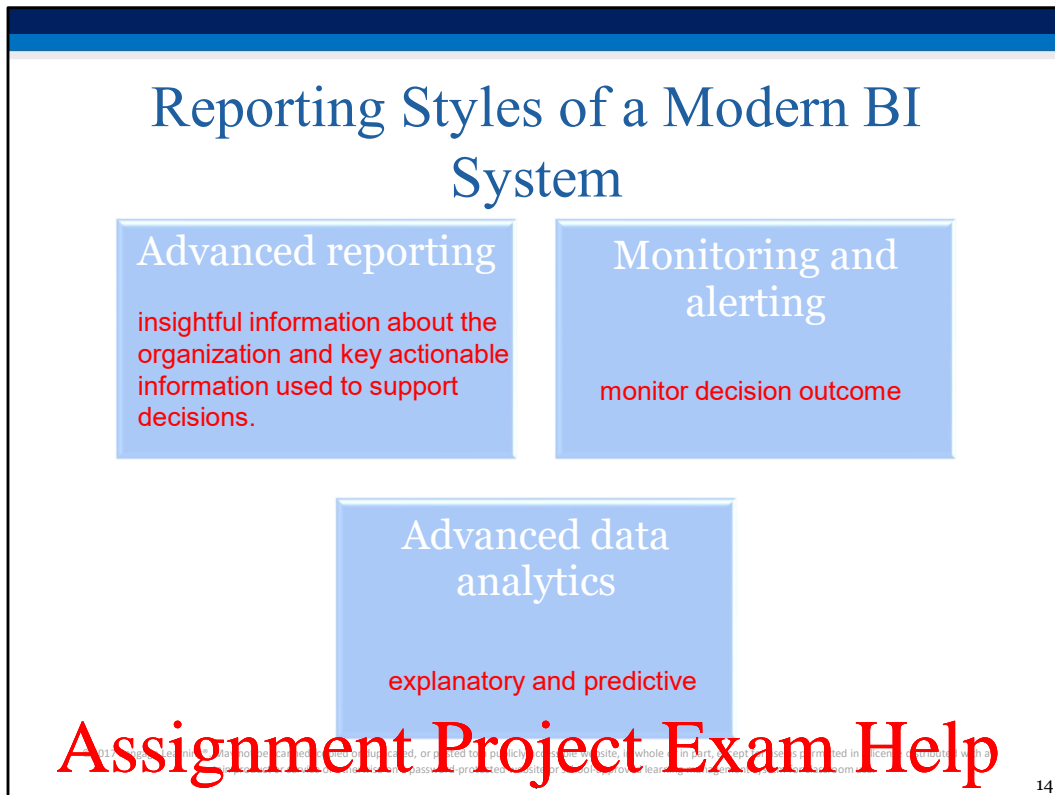 Reporting Styles of a Modern BI
System
Advanced reporting
insightful information about the
organization and key actionable
information used to support
decisions.
Monitoring and
alerting
monitor decision outcome
Advanced data
analytics
explanatory and predictive
Assignment Project Exam Help
14